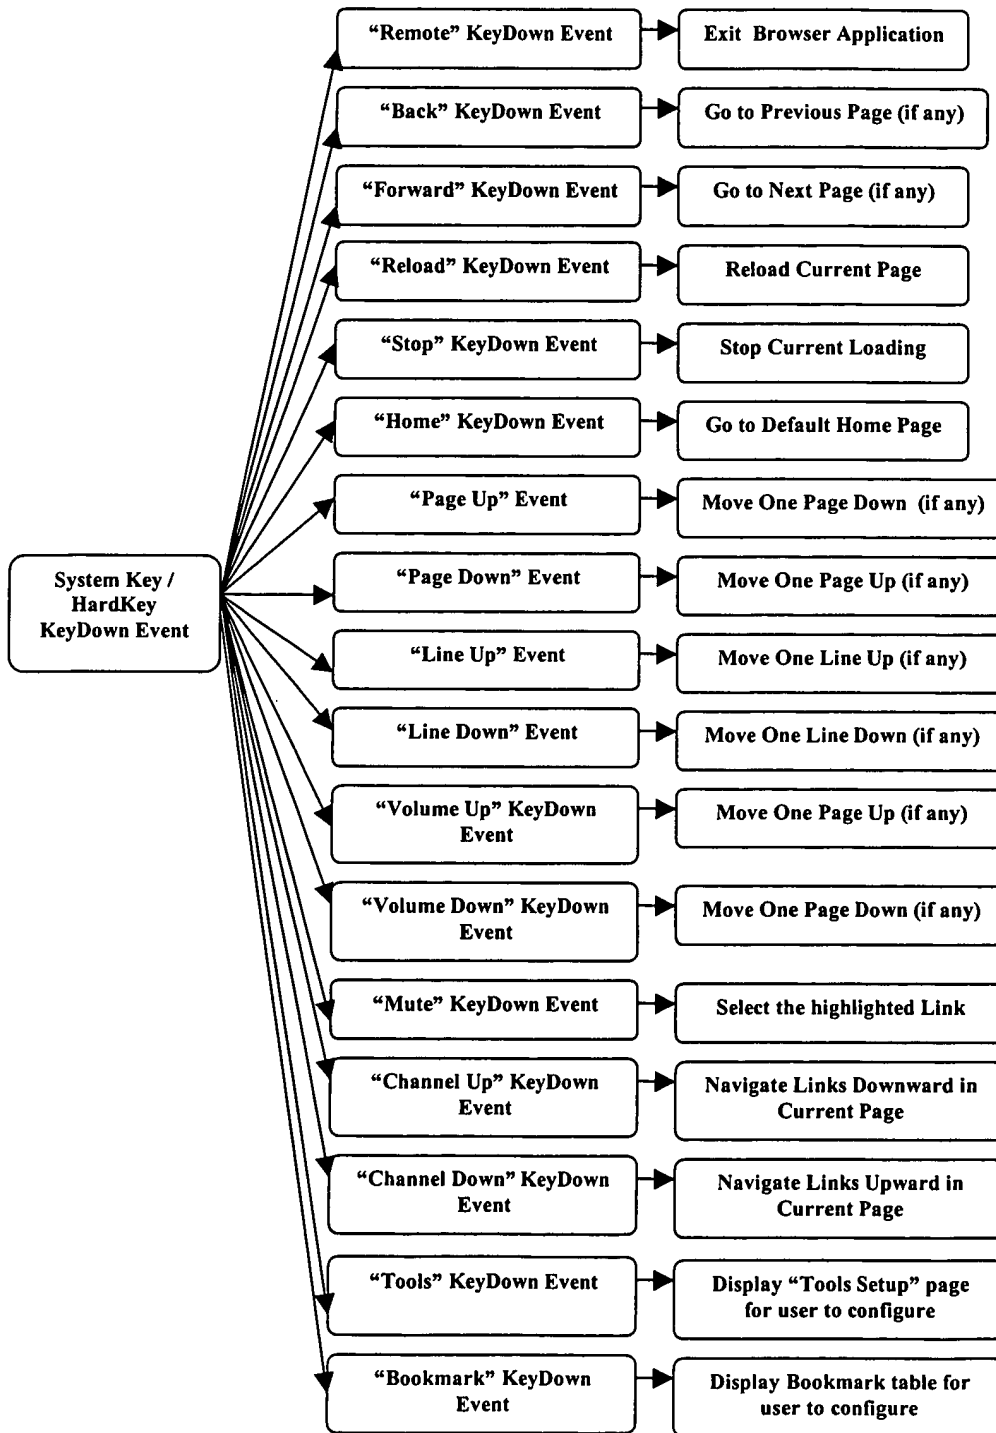 “Remote” KeyDown Event
Exit Browser Application
“Back” KeyDown Event
Go to Previous Page (if any)
“Forward” KeyDown Event
Go to Next Page (if any)
“Reload” KeyDown Event
Reload Current Page
“Stop” KeyDown Event
Stop Current Loading
“Home” KeyDown Event
Go to Default Home Page
“Page Up” Event
Move One Page Down (if any)
System Key /
HardKey
KeyDown Event
“Page Down” Event
Move One Page Up (if any)
“Line Up” Event
Move One Line Up (if any)
“Line Down” Event
Move One Line Down (if any)
“Volume Up” KeyDown
Event
Move One Page Up (if any)
“Volume Down” KeyDown
Event
Move One Page Down (if any)
“Mute” KeyDown Event
Select the highlighted Link
“Channel Up” KeyDown
Event
Navigate Links Downward in
Current Page
“Channel Down” KeyDown
Event
Navigate Links Upward in
Current Page
“Tools” KeyDown Event
Display “Tools Setup” page
for user to configure
“Bookmark” KeyDown
Event
Display Bookmark table for
user to configure